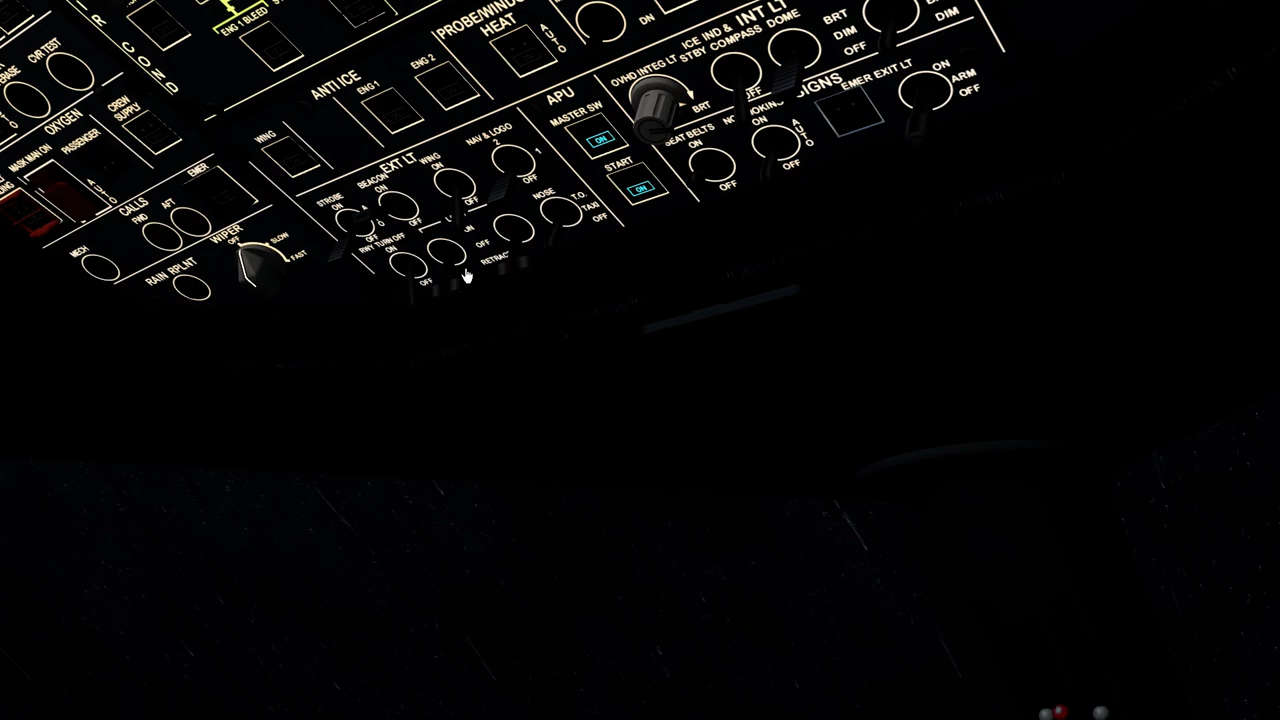 ENG 1 BLEED
R
COND
CVR TEST
PROBE/WINDOW
HEAT
AUTO
DN
ANTI ICE
ENG 1
ENG 2
WING
OXYGEN
CREW
SUPPLY
PASSENGER
MASK MAN ON
AUTO
CALLS
EMER
FWD
AFT
MECH
WIPER
OFF
SLOW
FAST
RAIN RPLNT
EXT LT
STROBE
ON
OFF
BEACON
ON
OFF
WING
ON
OFF
NAV & LOGO
2
1
OFF
RWY TURN OFF
ON
OFF
ON
OFF
NOSE
T.O.
TAXI
OFF
APU
MASTER SW
ON
START
ON
OVHD INTEG LT
BRT
ICE IND &
STBY COMPASS
INT LT
DOME
BRT
DIM
OFF
DIM
SIGNS
ON
OFF
ON
AUTO
OFF
EMER EXIT LT
ON
ARM
OFF